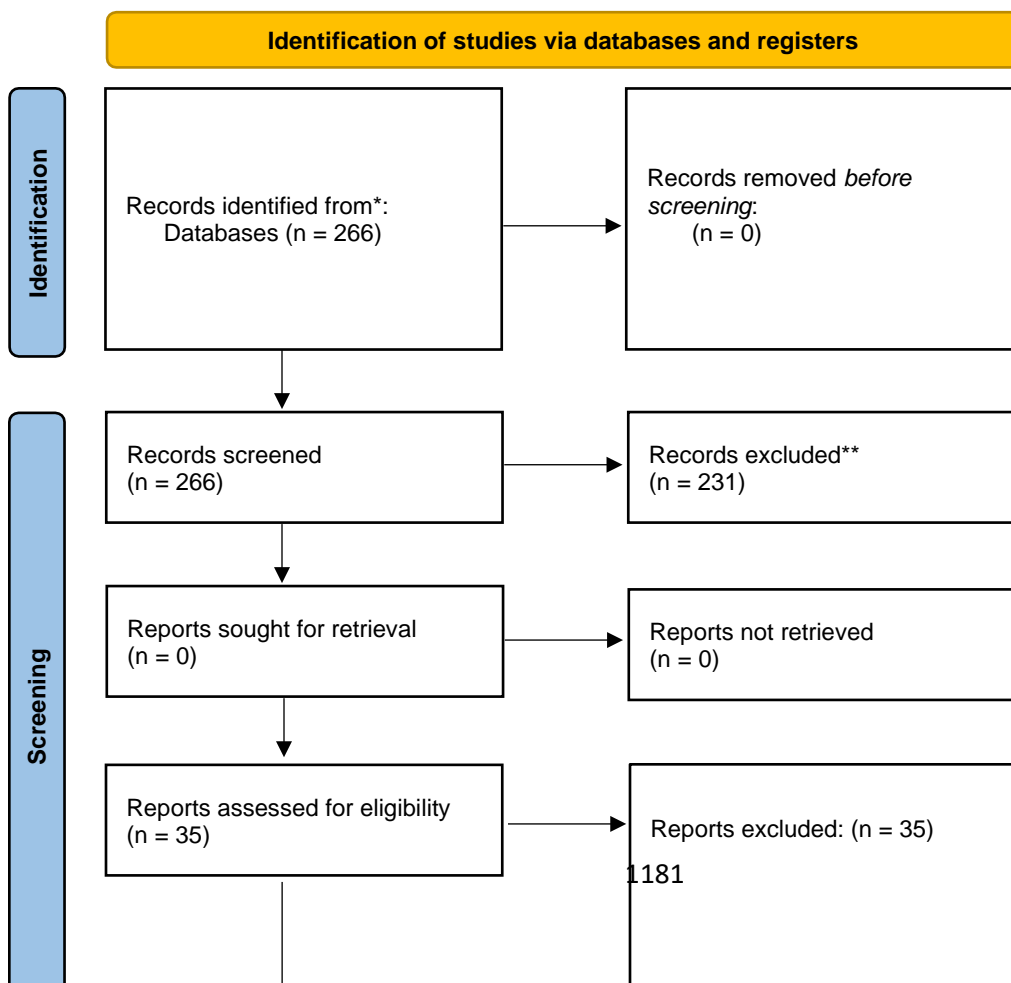 Identification of studies via databases and registers
Identification
Records identified from*:
Databases (n = 266)
Records removed before
screening:
(n = 0)
Screening
Records screened
(n = 266)
Records excluded**
(n = 231)
Reports sought for retrieval
(n = 0)
Reports not retrieved
(n = 0)
Reports assessed for eligibility
(n = 35)
Reports excluded: (n = 35)
1181